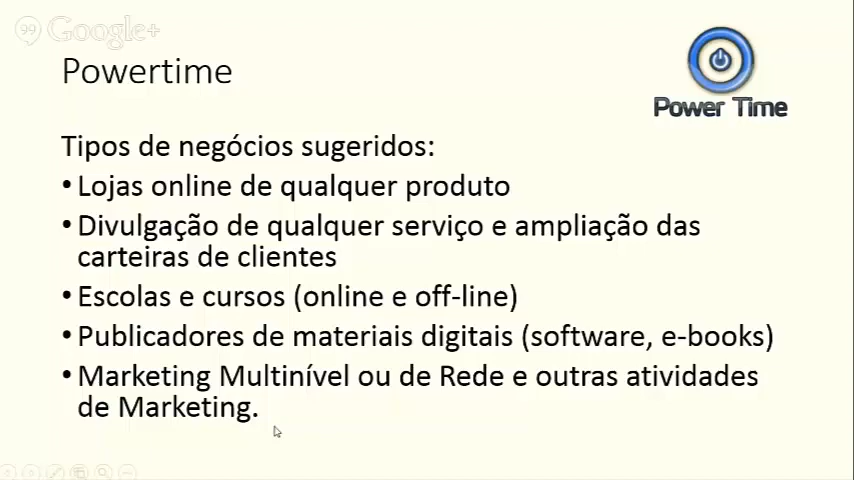 Google+
Powertime
Power Time
Tipos de negócios sugeridos:
•Lojas online de qualquer produto
•Divulgação de qualquer serviço e ampliação das
carteiras de clientes
•Escolas e cursos (online e off-line)
•Publicadores de materiais digitais (software, e-books)
•Marketing Multinível ou de Rede e outras atividades
de Marketing.